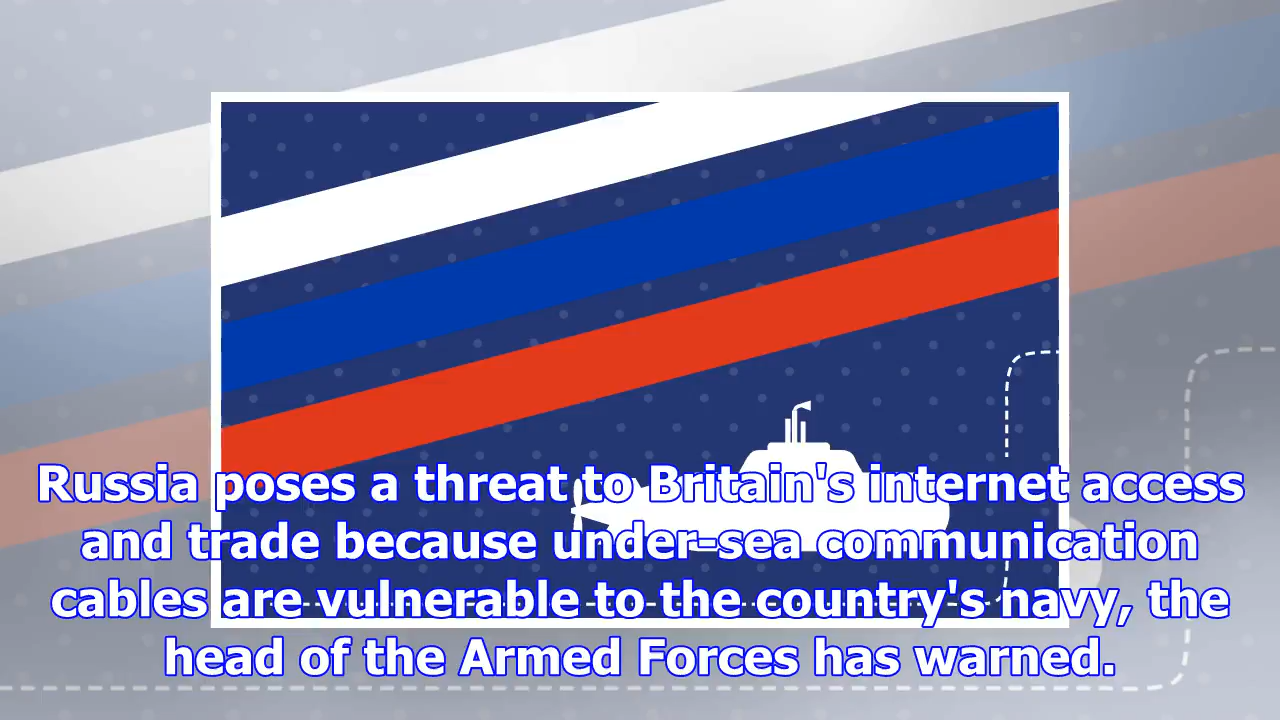 Russia poses a threat to Britain's internet access
and trade because under-sea communication
cables are vulnerable to the country's navy, the
head of the Armed Forces has warned.